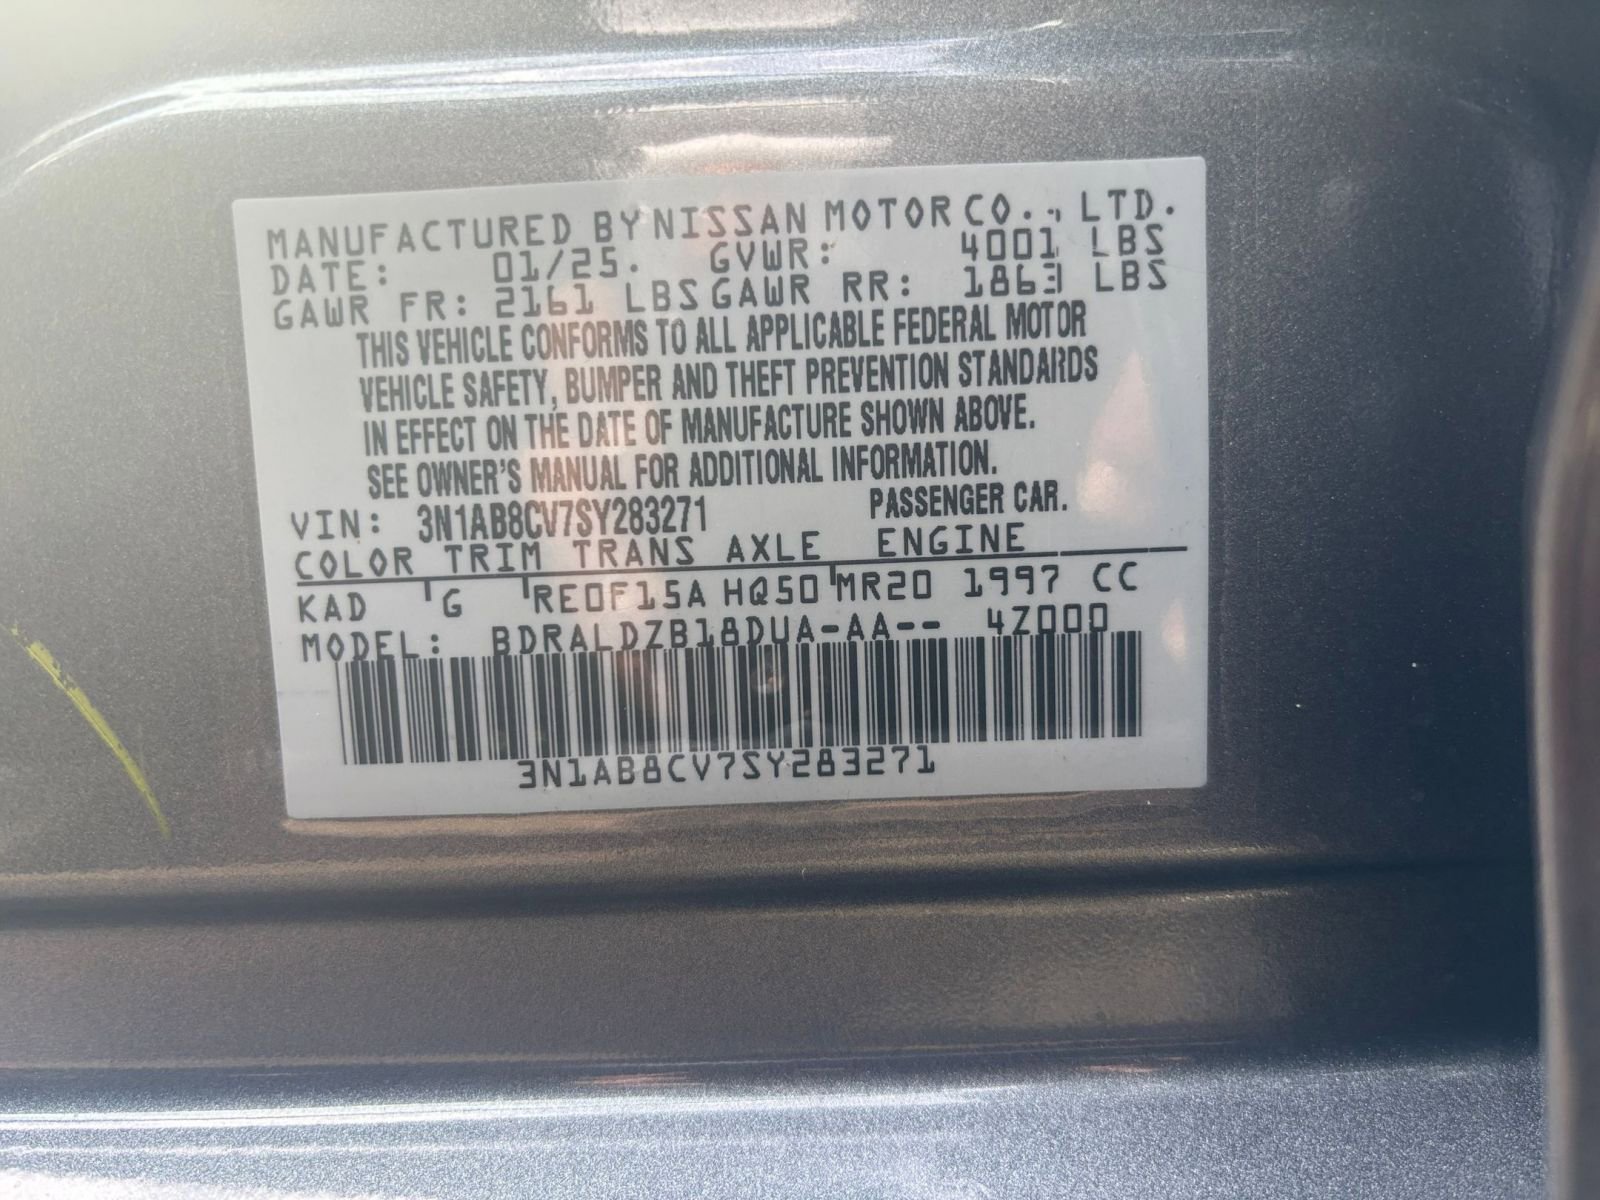 MANUFACTURED BY NISSAN MOTOR CO., LTD.
DATE: 01/25. GVWR: 4001 LBS
GAWR FR: 2161 LBS GAWR RR: 1863 LBS
THIS VEHICLE CONFORMS TO ALL APPLICABLE FEDERAL MOTOR
VEHICLE SAFETY, BUMPER AND THEFT PREVENTION STANDARDS
IN EFFECT ON THE DATE OF MANUFACTURE SHOWN ABOVE.
SEE OWNER'S MANUAL FOR ADDITIONAL INFORMATION.
VIN: 3N1AB8CV7SY283271 PASSENGER CAR.
COLOR TRIM TRANS AXLE ENGINE
KAD G RE0F15A HQ50 MR20 1997 CC
MODEL: BDRALDZB18DUA-AA-- 4Z000
3N1AB8CV7SY283271